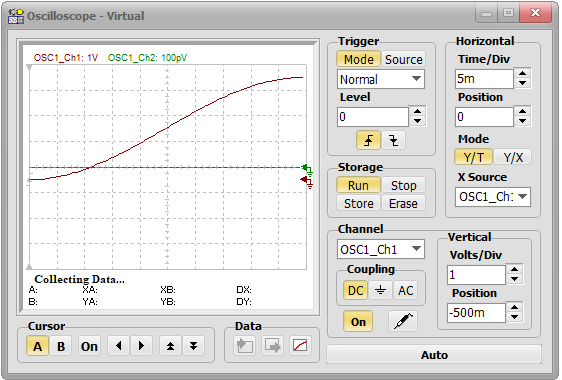 Oscilloscope - Virtual
OSC1_Ch1: 1V OSC1_Ch2: 100pV
Collecting Data...
A: XA: XB: DX:
B: YA: YB: DY:
Cursor
A B On
Data
Trigger
Mode Source
Normal
Level
0
Storage
Run Stop
Store Erase
Horizontal
Time/Div
5m
Position
0
Mode
Y/T Y/X
X Source
OSC1_Ch1
Channel
OSC1_Ch1
Coupling
DC AC
On
Vertical
Volts/Div
1
Position
-500m
Auto